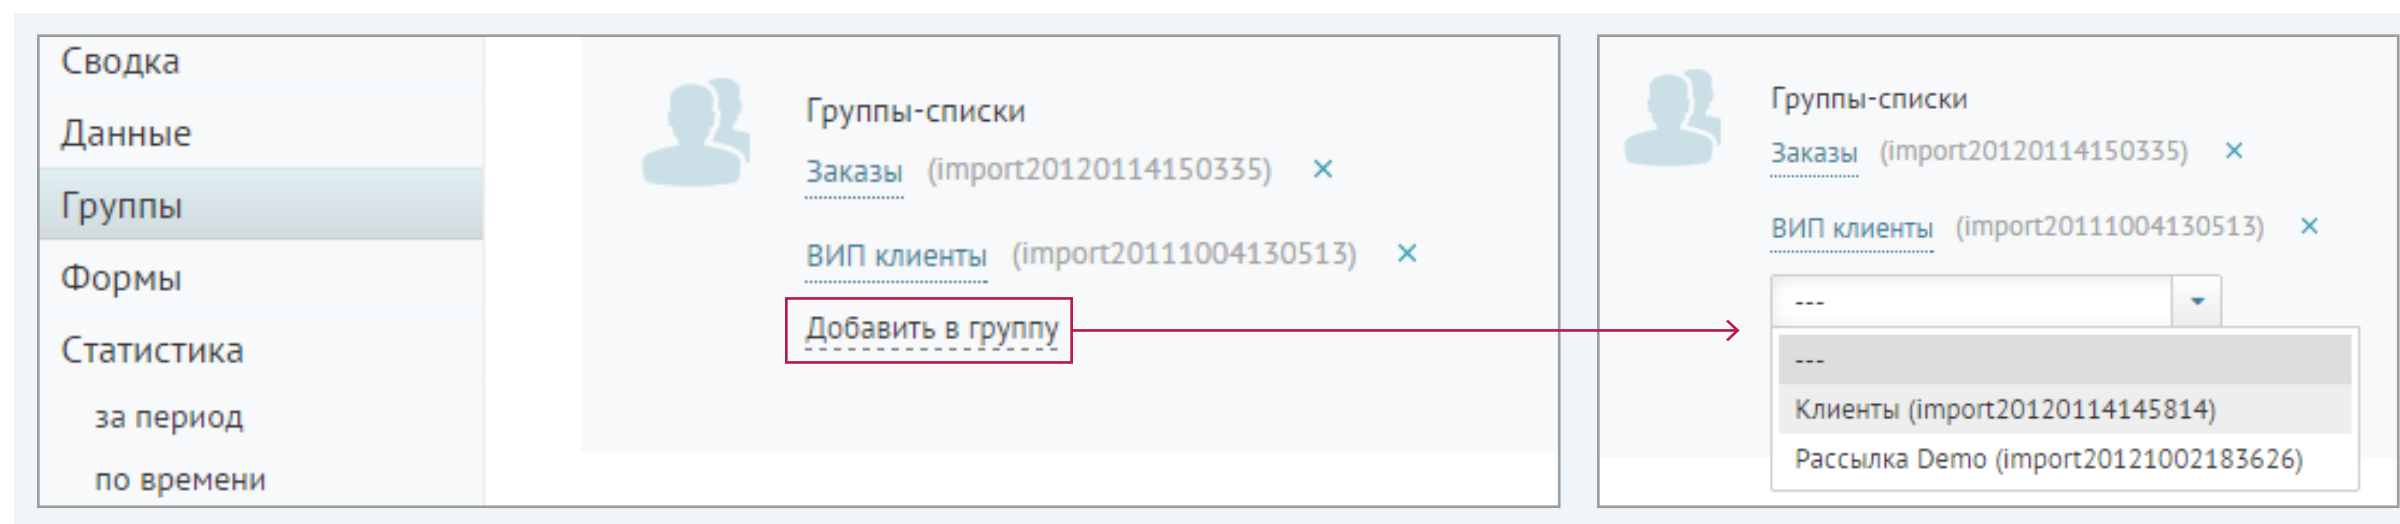 Сводка
Данные
Группы
Формы
Статистика
за период
по времени
Группы-списки
Заказы (import20120114150335) ×
ВИП клиенты (import20111004130513) ×
Добавить в группу
Группы-списки
Заказы (import20120114150335) ×
ВИП клиенты (import20111004130513) ×
---
---
Клиенты (import20120114145814)
Рассылка Demo (import20121002183626)